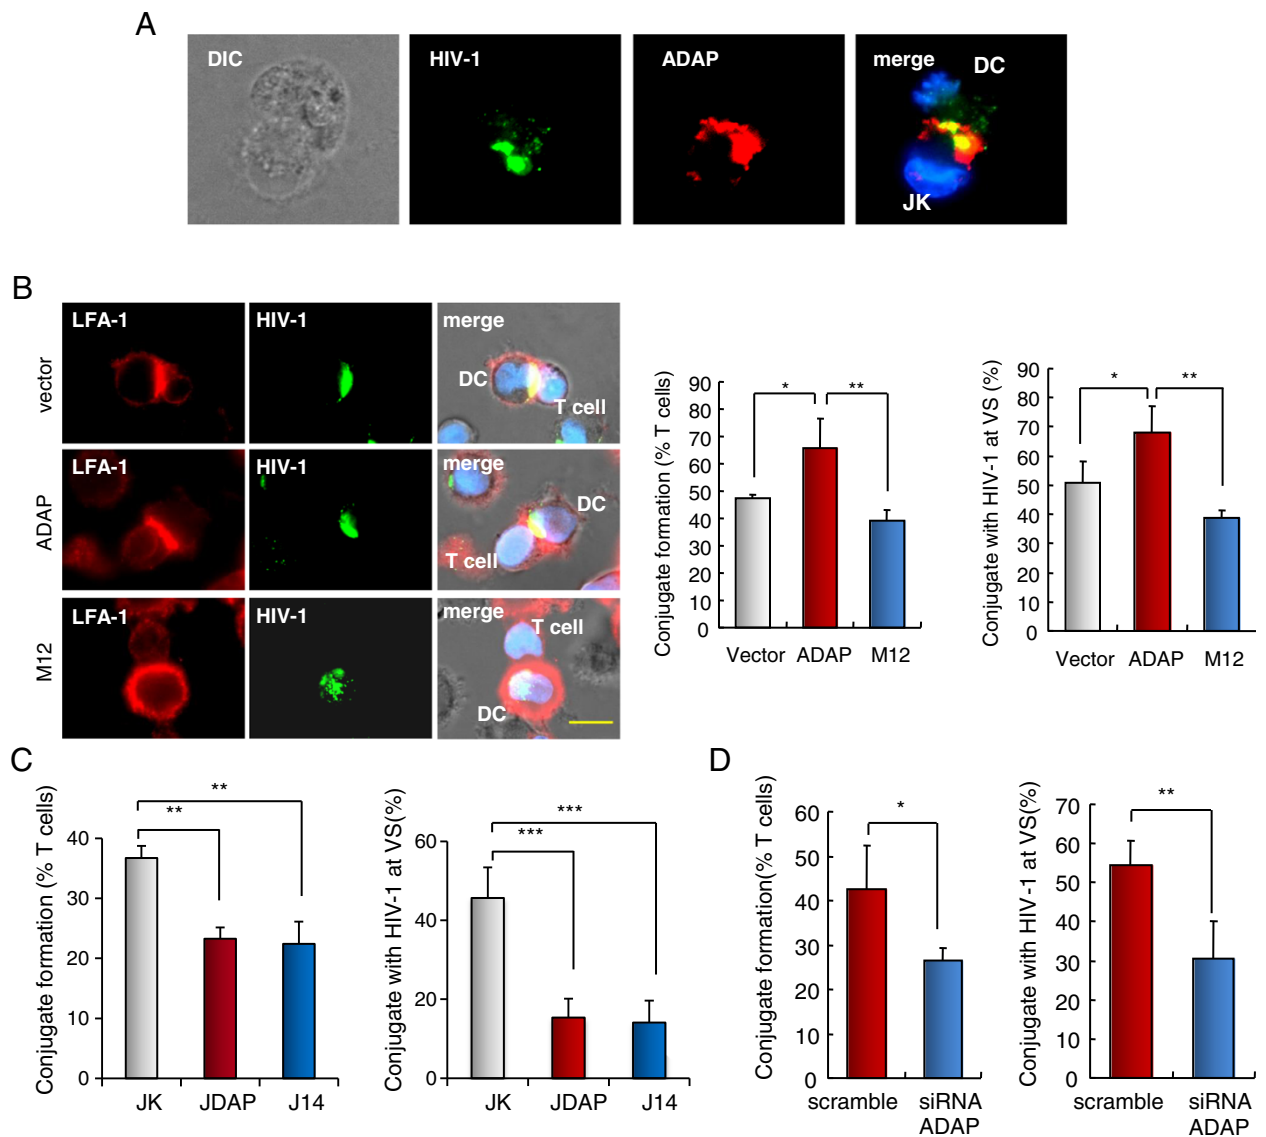 A
DIC
HIV-1
ADAP
merge
DC
JK
B
vector
LFA-1
HIV-1
merge
DC
T cell
ADAP
LFA-1
HIV-1
merge
DC
T cell
M12
LFA-1
HIV-1
merge
T cell
DC
Conjugate formation (% T cells)
90
80
70
60
50
40
30
20
10
0
*
**
Vector ADAP M12
Conjugate with HIV-1 at VS (%)
90
80
70
60
50
40
30
20
10
0
*
**
Vector ADAP M12
C
Conjugate formation (% T cells)
40
30
20
10
0
**
**
JK JDAP J14
Conjugate with HIV-1 at VS(%)
60
40
20
0
***
***
JK JDAP J14
D
Conjugate formation(% T cells)
60
50
40
30
20
10
0
*
scramble siRNA
ADAP
Conjugate with HIV-1 at VS(%)
70
60
50
40
30
20
10
0
**
scramble siRNA
ADAP